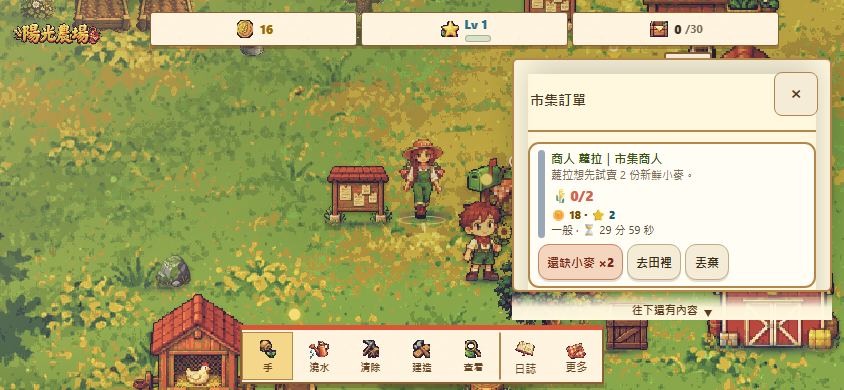 陽光農場
16
Lv 1
0 /30
市集訂單
×
商人 蘿拉 | 市集商人
蘿拉想先試賣 2 份新鮮小麥。
0/2
18 · 2
一般 · 29 分 59 秒
還缺小麥 ×2
去田裡
丟棄
往下還有內容 ▼
手
澆水
清除
建造
查看
日誌
更多